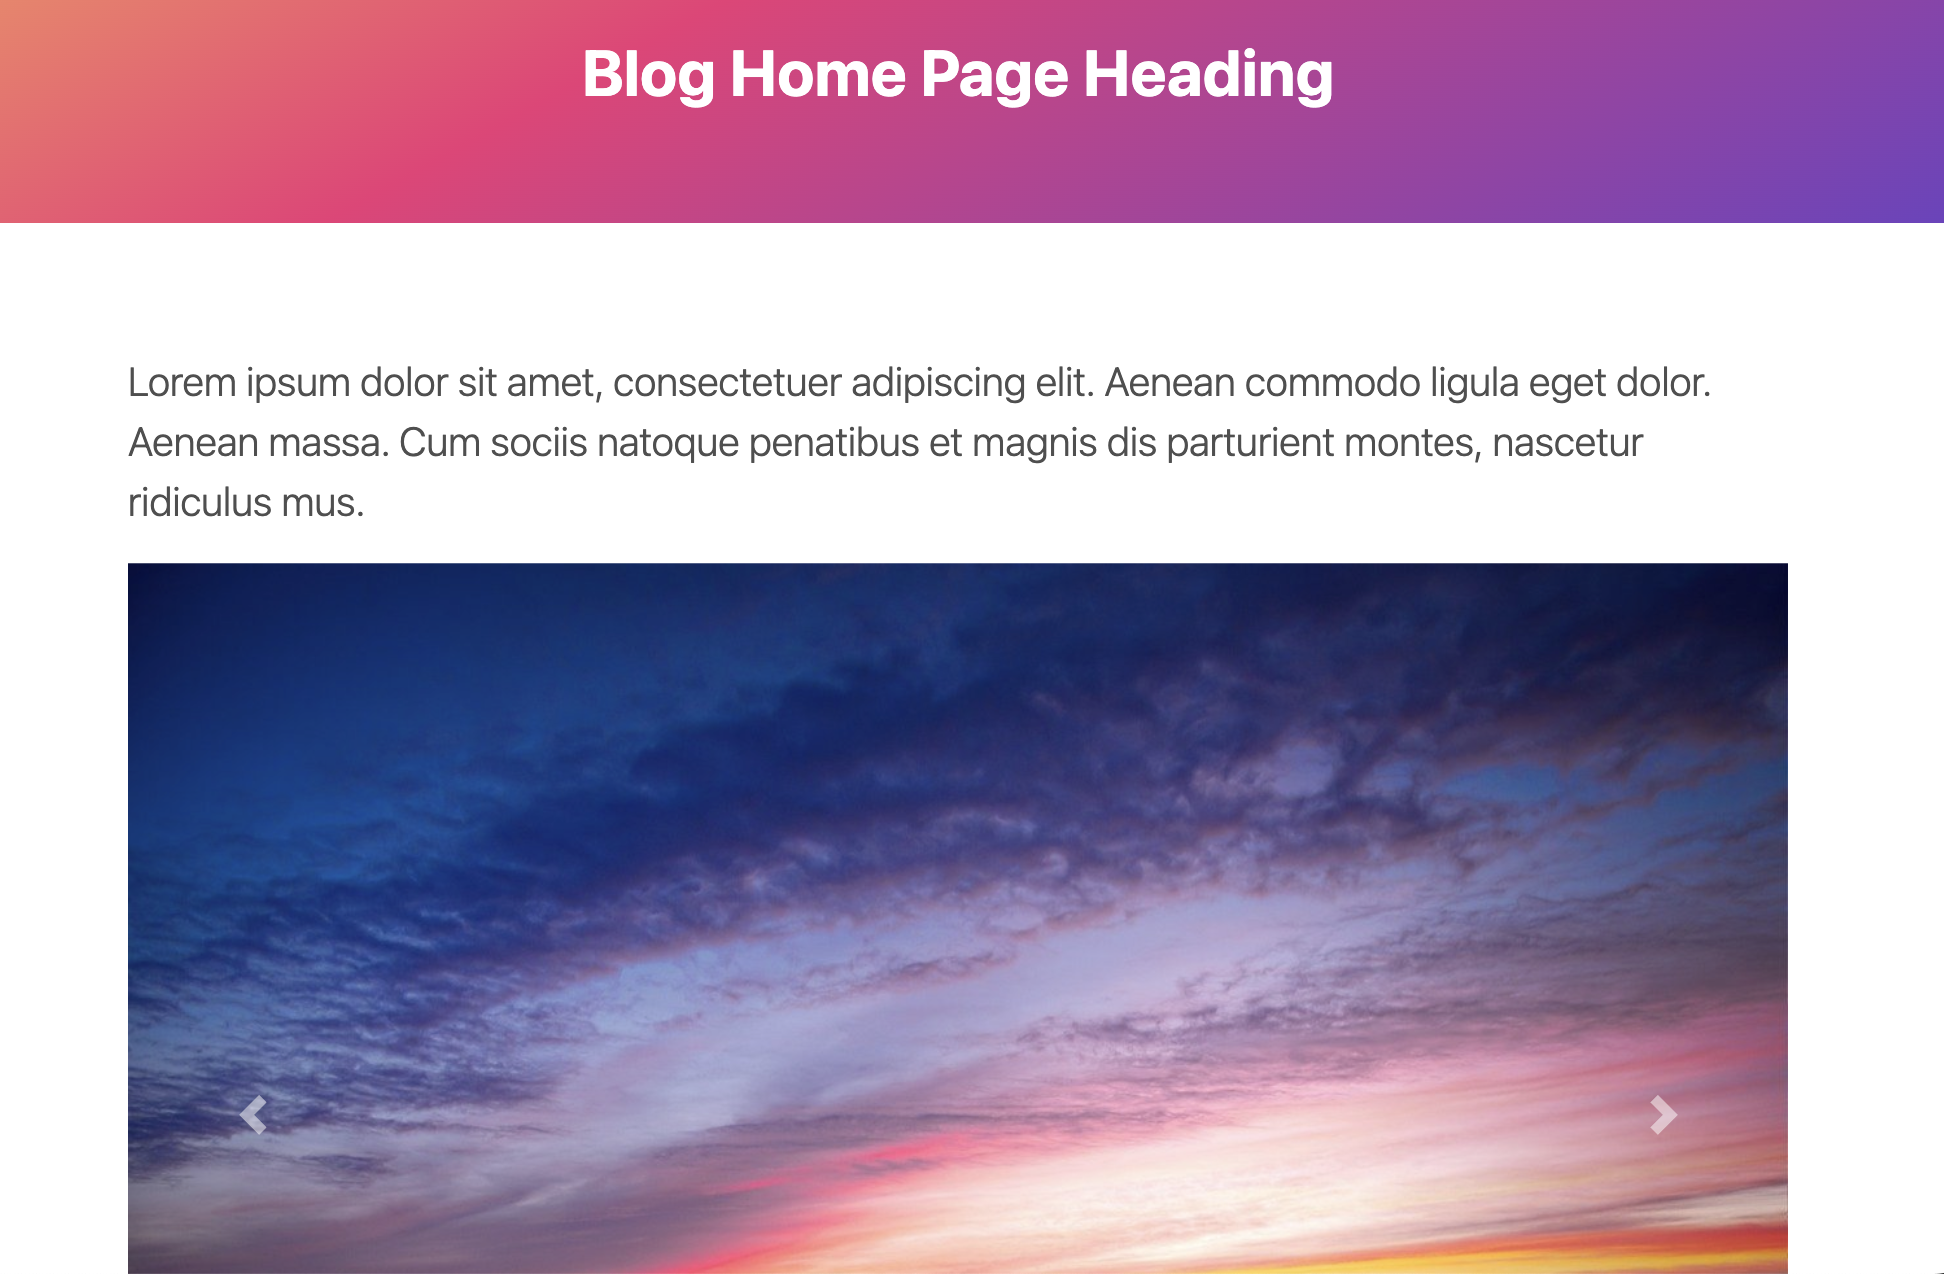 Blog Home Page Heading
Lorem ipsum dolor sit amet, consectetuer adipiscing elit. Aenean commodo ligula eget dolor.
Aenean massa. Cum sociis natoque penatibus et magnis dis parturient montes, nascetur
ridiculus mus.